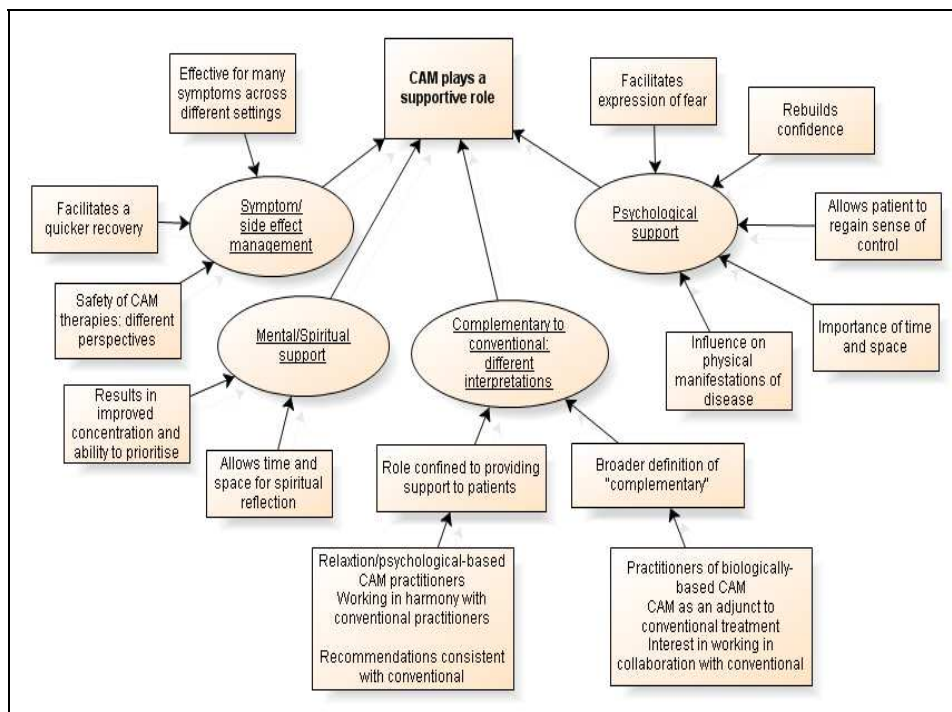 CAM plays a
supportive role
Effective for many
symptoms across
different settings
Facilitates a
quicker recovery
Safety of CAM
therapies: different
perspectives
Symptom/
side effect
management
Mental/Spiritual
support
Results in
improved
concentration and
ability to prioritise
Allows time and
space for spiritual
reflection
Complementary to
conventional:
different
interpretations
Role confined to providing
support to patients
Relaxtion/psychological-based
CAM practitioners
Working in harmony with
conventional practitioners
Recommendations consistent
with conventional
Broader definition of
"complementary"
Practitioners of biologically-
based CAM
CAM as an adjunct to
conventional treatment
Interest in working in
collaboration with conventional
Psychological
support
Facilitates
expression of fear
Rebuilds
confidence
Allows patient to
regain sense of
control
Importance of time
and space
Influence on
physical
manifestations of
disease